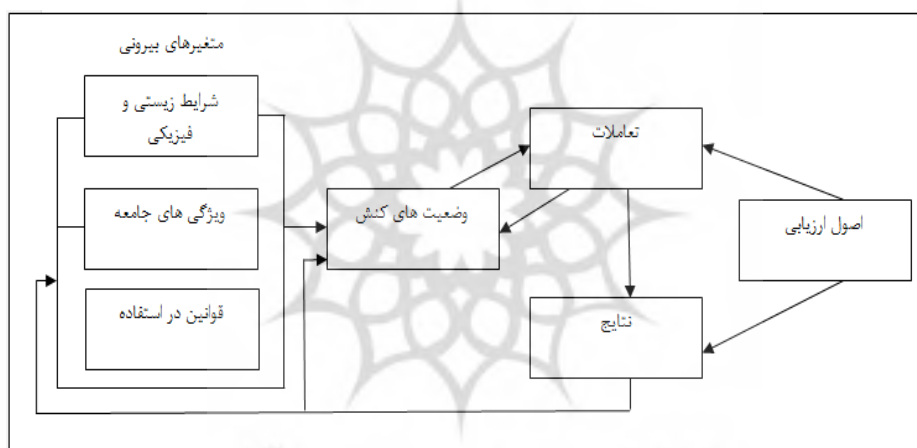 متغیرهای بیرونی
شرایط زیستی و
فیزیکی
ویژگی های جامعه
قوانین در استفاده
وضعیت های کنش
تعاملات
نتایج
اصول ارزیابی